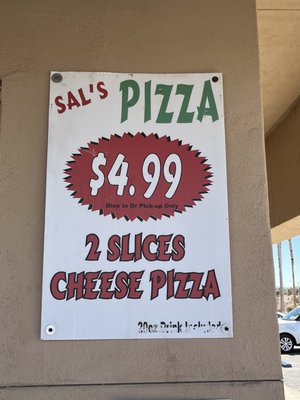 SAL'S PIZZA
$4.99
Dine In Or Pick-up Only
2 SLICES
CHEESE PIZZA
20oz Drink Included